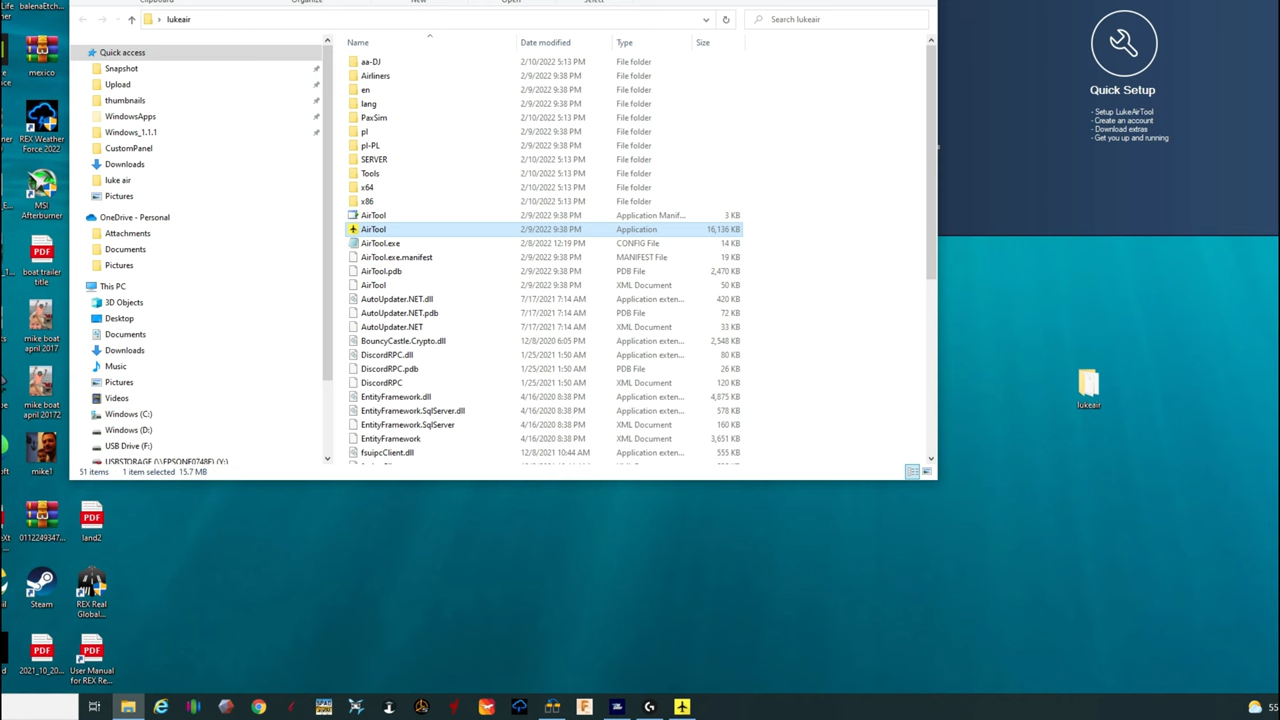 Life
balenaEtch...
Clipboard
Organize
New
Open
Select
lukeair
Search lukeair
Quick access
Snapshot
Upload
thumbnails
WindowsApps
Windows_1.1.1
CustomPanel
Downloads
luke air
Pictures
OneDrive - Personal
Attachments
Documents
Pictures
This PC
3D Objects
Desktop
Documents
Downloads
Music
Pictures
Videos
Windows (C:)
Windows (D:)
USB Drive (F:)
USBSTORAGE (\\EPSONE0748E) (Y:)
51 items 1 item selected 15.7 MB
Name Date modified Type Size
aa-DJ 2/10/2022 5:13 PM File folder
Airliners 2/9/2022 9:38 PM File folder
en 2/9/2022 9:38 PM File folder
lang 2/9/2022 9:38 PM File folder
PaxSim 2/10/2022 5:13 PM File folder
pl 2/9/2022 9:38 PM File folder
pl-PL 2/9/2022 9:38 PM File folder
SERVER 2/10/2022 5:13 PM File folder
Tools 2/10/2022 5:13 PM File folder
x64 2/10/2022 5:13 PM File folder
x86 2/10/2022 5:13 PM File folder
AirTool 2/9/2022 9:38 PM Application Manif... 3 KB
AirTool 2/9/2022 9:38 PM Application 16,136 KB
AirTool.exe 2/8/2022 12:19 PM CONFIG File 14 KB
AirTool.exe.manifest 2/9/2022 9:38 PM MANIFEST File 19 KB
AirTool.pdb 2/9/2022 9:38 PM PDB File 2,470 KB
AirTool 2/9/2022 9:38 PM XML Document 50 KB
AutoUpdater.NET.dll 7/17/2021 7:14 AM Application exten... 420 KB
AutoUpdater.NET.pdb 7/17/2021 7:14 AM PDB File 72 KB
AutoUpdater.NET 7/17/2021 7:14 AM XML Document 33 KB
BouncyCastle.Crypto.dll 12/8/2020 6:05 PM Application exten... 2,548 KB
DiscordRPC.dll 1/25/2021 1:50 AM Application exten... 80 KB
DiscordRPC.pdb 1/25/2021 1:50 AM PDB File 26 KB
DiscordRPC 1/25/2021 1:50 AM XML Document 120 KB
EntityFramework.dll 4/16/2020 8:38 PM Application exten... 4,875 KB
EntityFramework.SqlServer.dll 4/16/2020 8:38 PM Application exten... 578 KB
EntityFramework.SqlServer 4/16/2020 8:38 PM XML Document 160 KB
EntityFramework 4/16/2020 8:38 PM XML Document 3,651 KB
fsuipcClient.dll 12/8/2021 10:44 AM Application exten... 555 KB
Quick Setup
- Setup LukeAirTool
- Create an account
- Download extras
- Get you up and running
lukeair
mexico
REX Weather
Force 2022
MSI
Afterburner
PDF
boat trailer
title
mike boat
april 2017
mike boat
april 20172
mike1
0112249347...
PDF
land2
Steam
REX Real
Global...
PDF
2021_10_20...
PDF
User Manual
for REX Re...
55